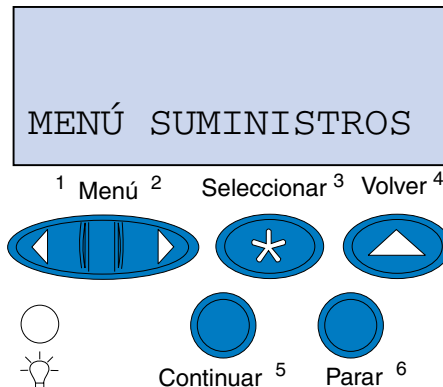 MENÚ SUMINISTROS
1 Menú 2 Seleccionar 3 Volver 4
Continuar 5 Parar 6